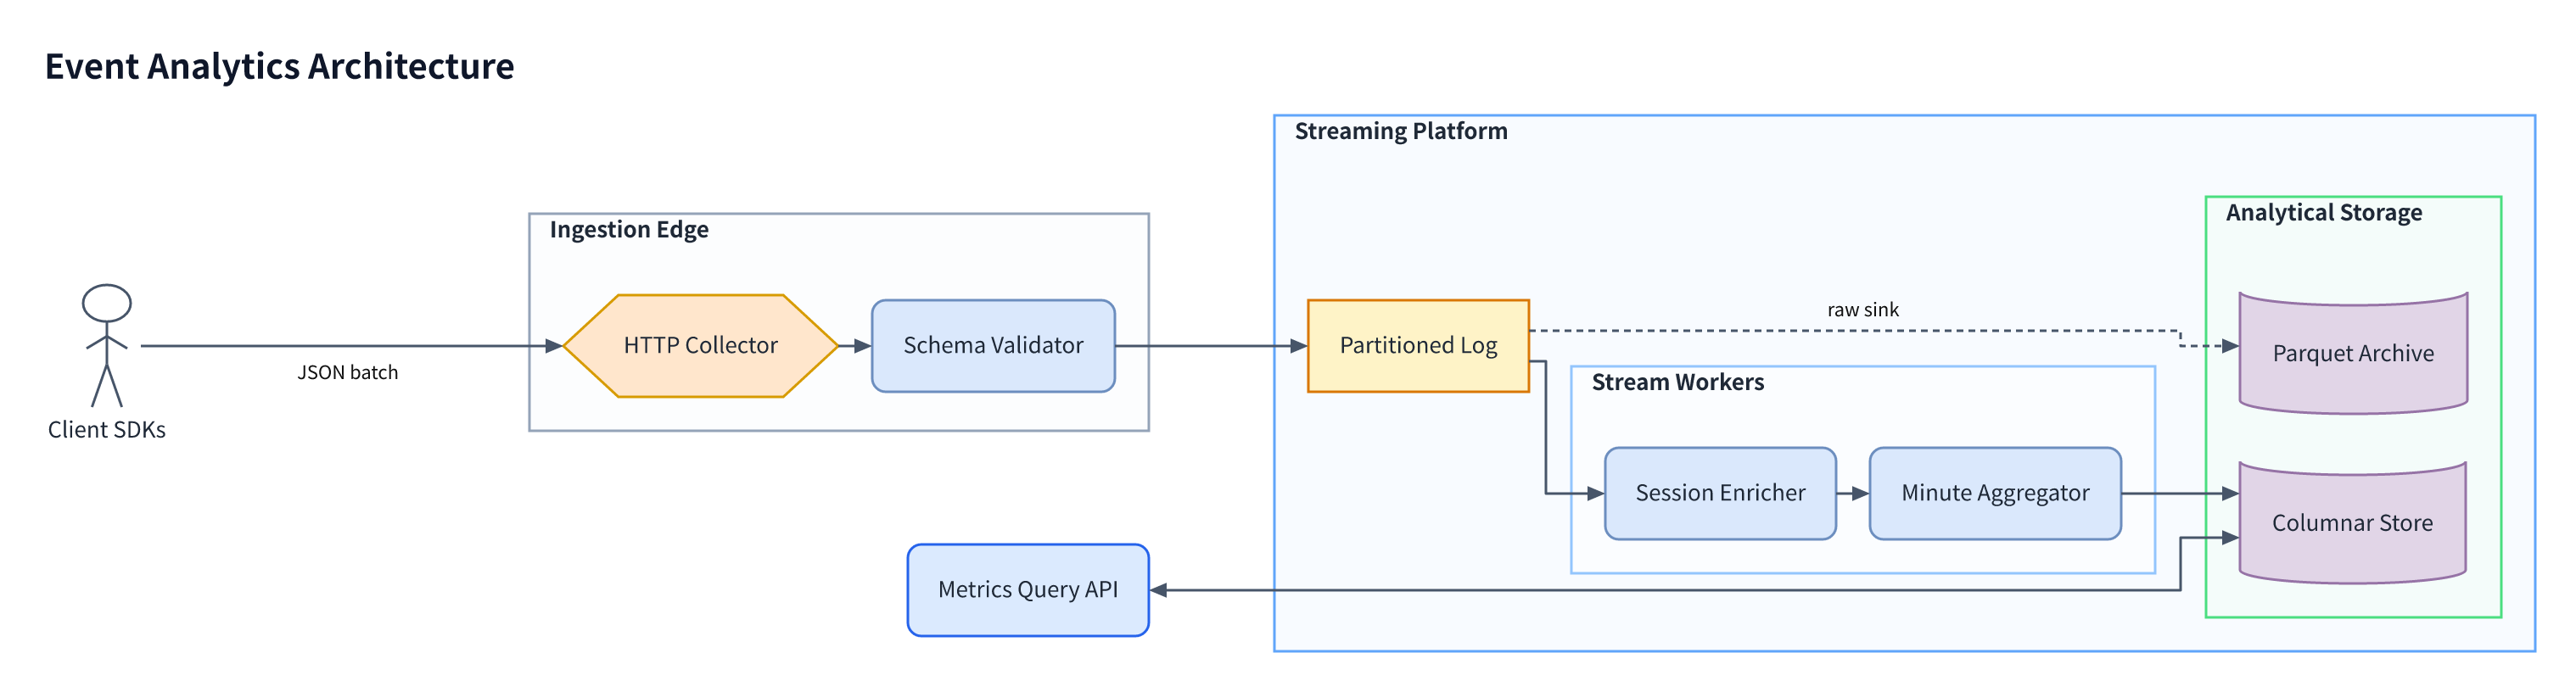 Event Analytics Architecture
Streaming Platform
Analytical Storage
Ingestion Edge
raw sink
HTTP Collector
Schema Validator
Partitioned Log
Parquet Archive
JSON batch
Stream Workers
Client SDKs
Session Enricher
Minute Aggregator
Columnar Store
Metrics Query API